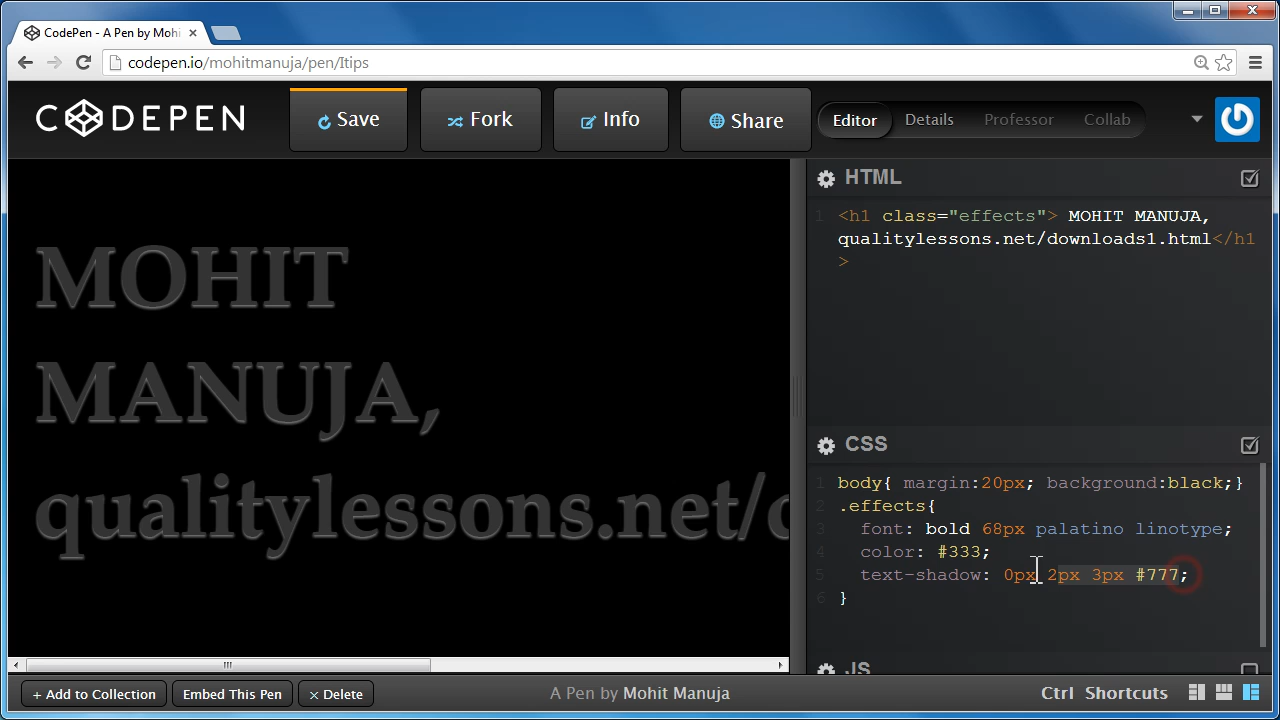 CodePen - A Pen by Mohi
codepen.io/mohitmanuja/pen/Itips
CODEPEN
Save
Fork
Info
Share
Editor
Details
Professor
Collab
MOHIT
MANUJA,
qualitylessons.net/d
HTML
1 <h1 class="effects"> MOHIT MANUJA,
qualitylessons.net/downloads1.html</h1
>
CSS
1 body{ margin:20px; background:black;}
2 .effects{
3 font: bold 68px palatino linotype;
4 color: #333;
5 text-shadow: 0px 2px 3px #777;
6 }
JS
+ Add to Collection
Embed This Pen
× Delete
A Pen by Mohit Manuja
Ctrl Shortcuts